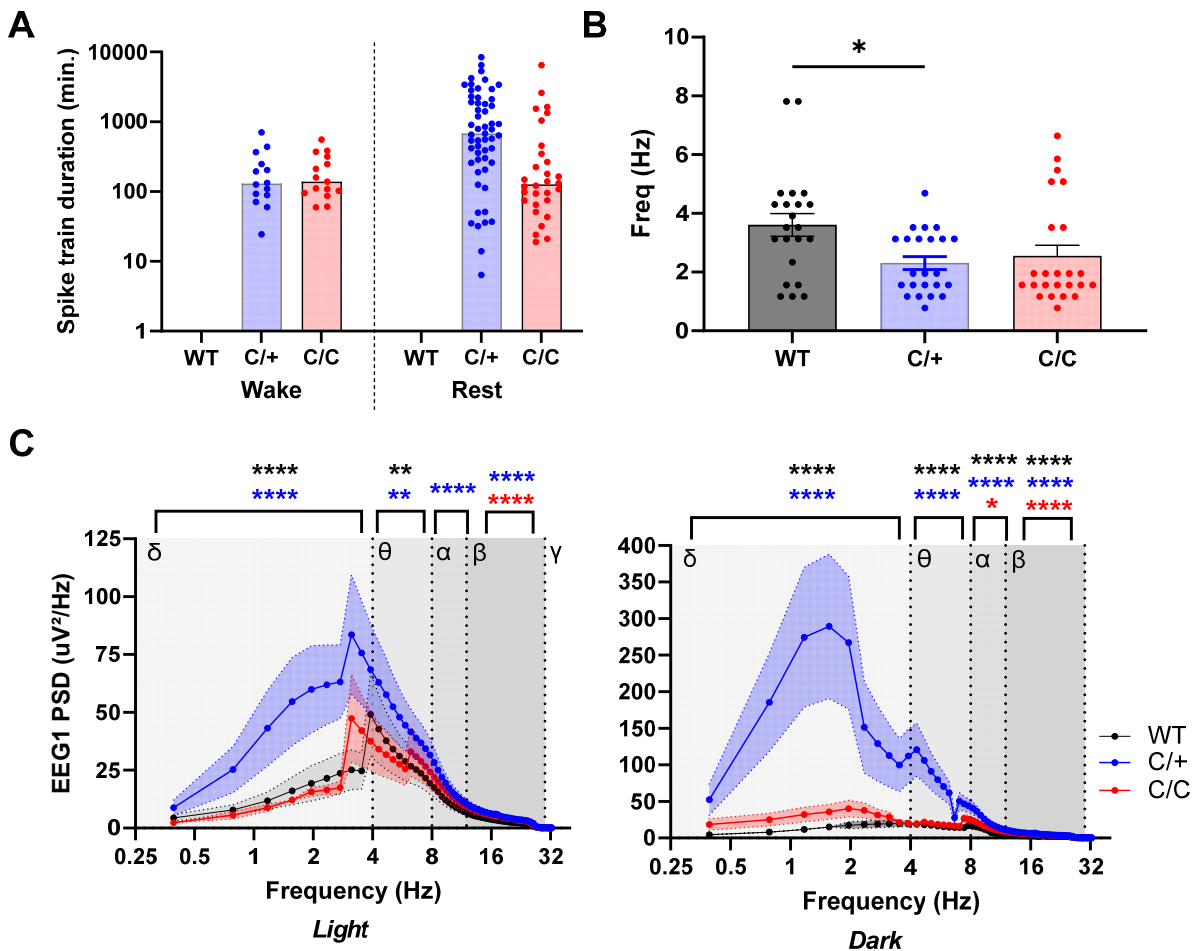 A
Spike train duration (min.)
10000
1000
100
10
1
WT
C/+
C/C
WT
C/+
C/C
Wake
Rest
B
Freq (Hz)
10
8
6
4
2
0
*
WT
C/+
C/C
C
**** ** **** ****
**** ** ****
δ θ α β γ
EEG1 PSD (uV²/Hz)
125
100
75
50
25
0
0.25 0.5 1 2 4 8 16 32
Frequency (Hz)
Light
**** **** **** ****
**** **** **** ****
* ****
δ θ α β
400
350
300
250
200
150
100
50
0
0.25 0.5 1 2 4 8 16 32
Frequency (Hz)
Dark
WT
C/+
C/C